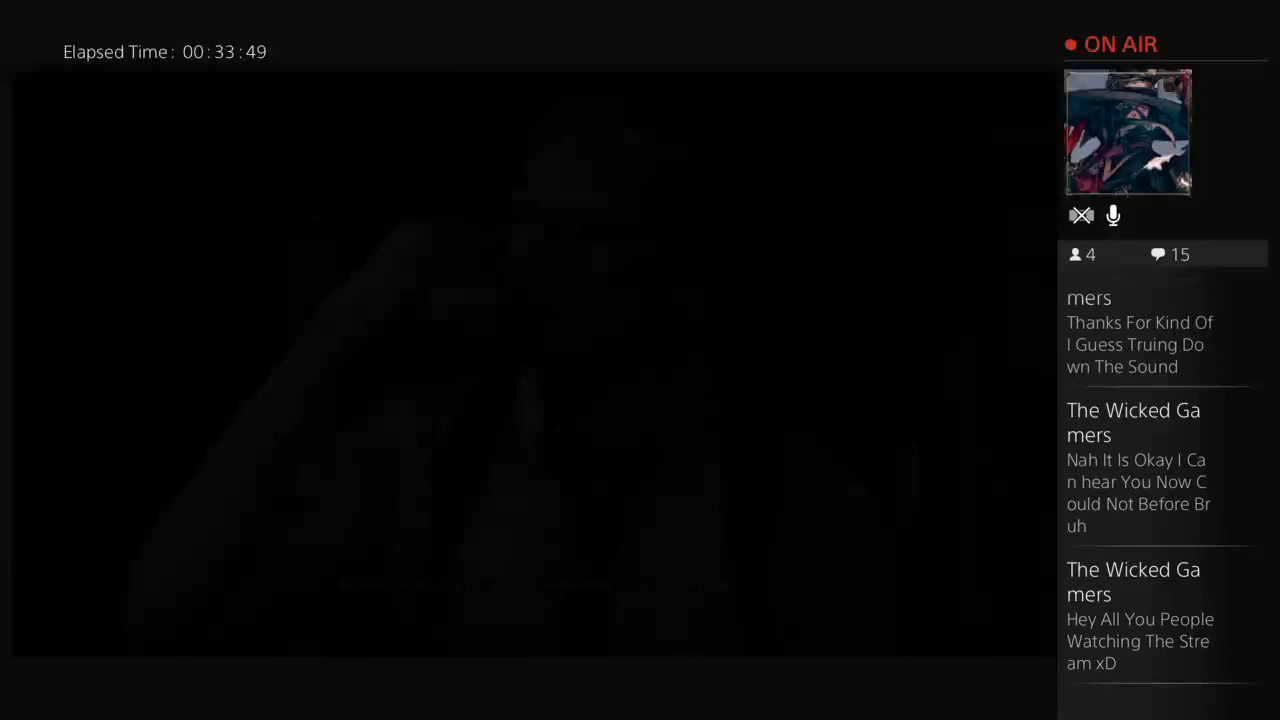 Elapsed Time: 00:33:49
ON AIR
4 15
mers
Thanks For Kind Of
I Guess Truing Do
wn The Sound
The Wicked Ga
mers
Nah It Is Okay I Ca
n hear You Now C
ould Not Before Br
uh
The Wicked Ga
mers
Hey All You People
Watching The Stre
am xD